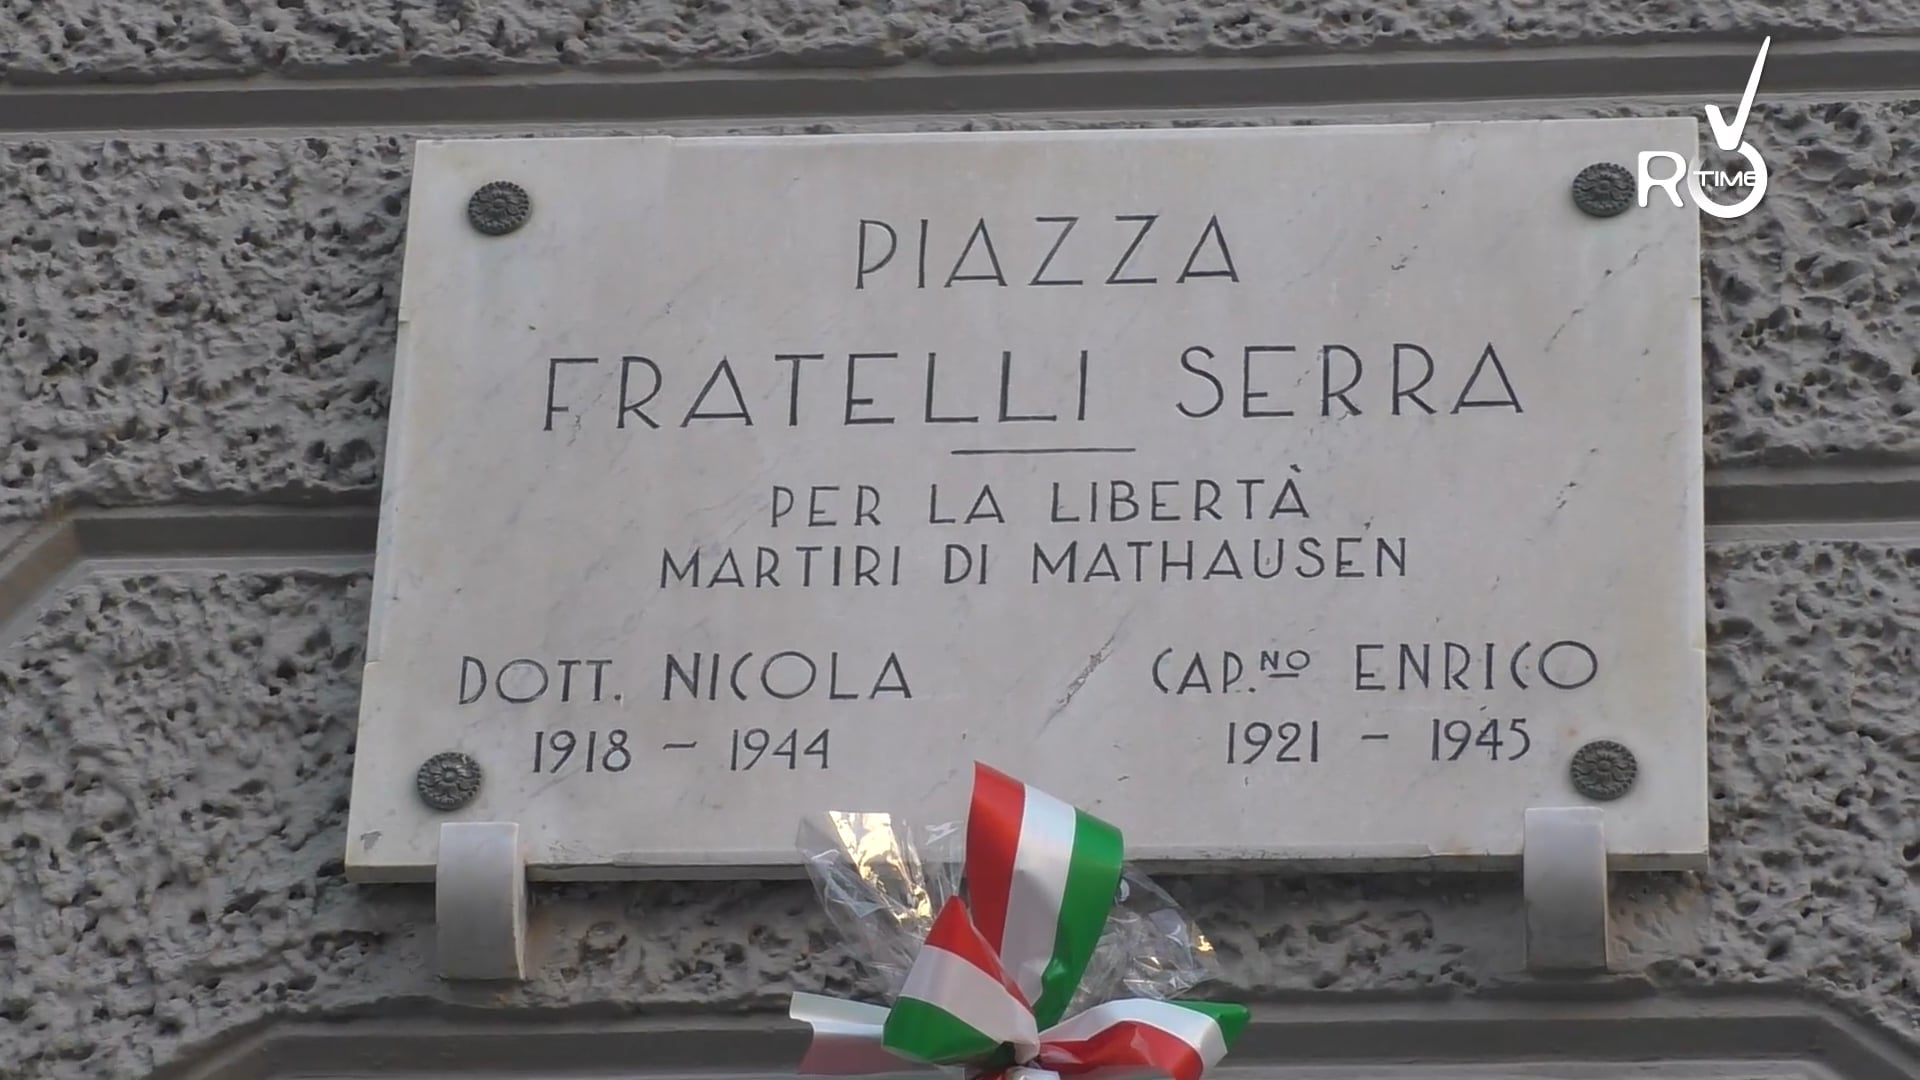 RO TIME
PIAZZA
FRATELLI SERRA
PER LA LIBERTÀ
MARTIRI DI MATHAUSEN
DOTT. NICOLA CAP.NO ENRICO
1918 - 1944 1921 - 1945